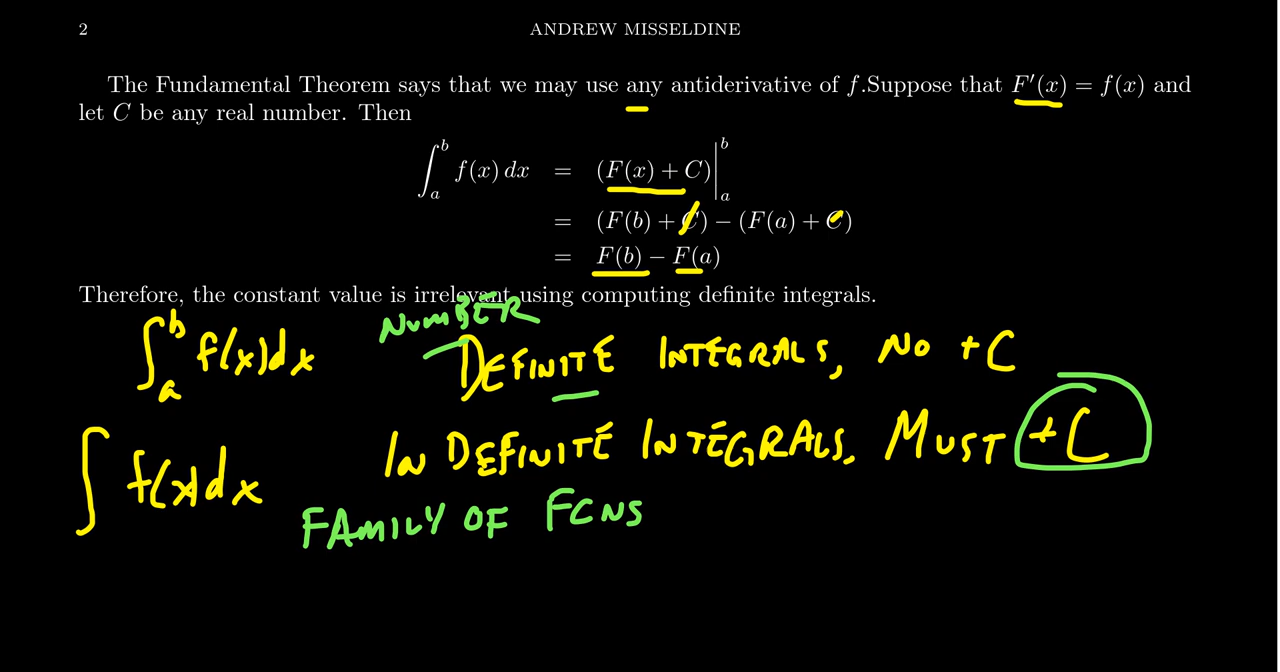 2 ANDREW MISSELDINE
The Fundamental Theorem says that we may use any antiderivative of f.Suppose that F′(x) = f(x) and
let C be any real number. Then
∫_a^b f(x) dx = (F(x) + C)|_a^b
= (F(b) + C) − (F(a) + C)
= F(b) − F(a)
Therefore, the constant value is irrelevant using computing definite integrals.
NUMBER
∫_a^b f(x)dx DEFINITE INTEGRALS, NO +C
∫ f(x)dx INDEFINITE INTEGRALS, MUST +C
FAMILY OF FCNS